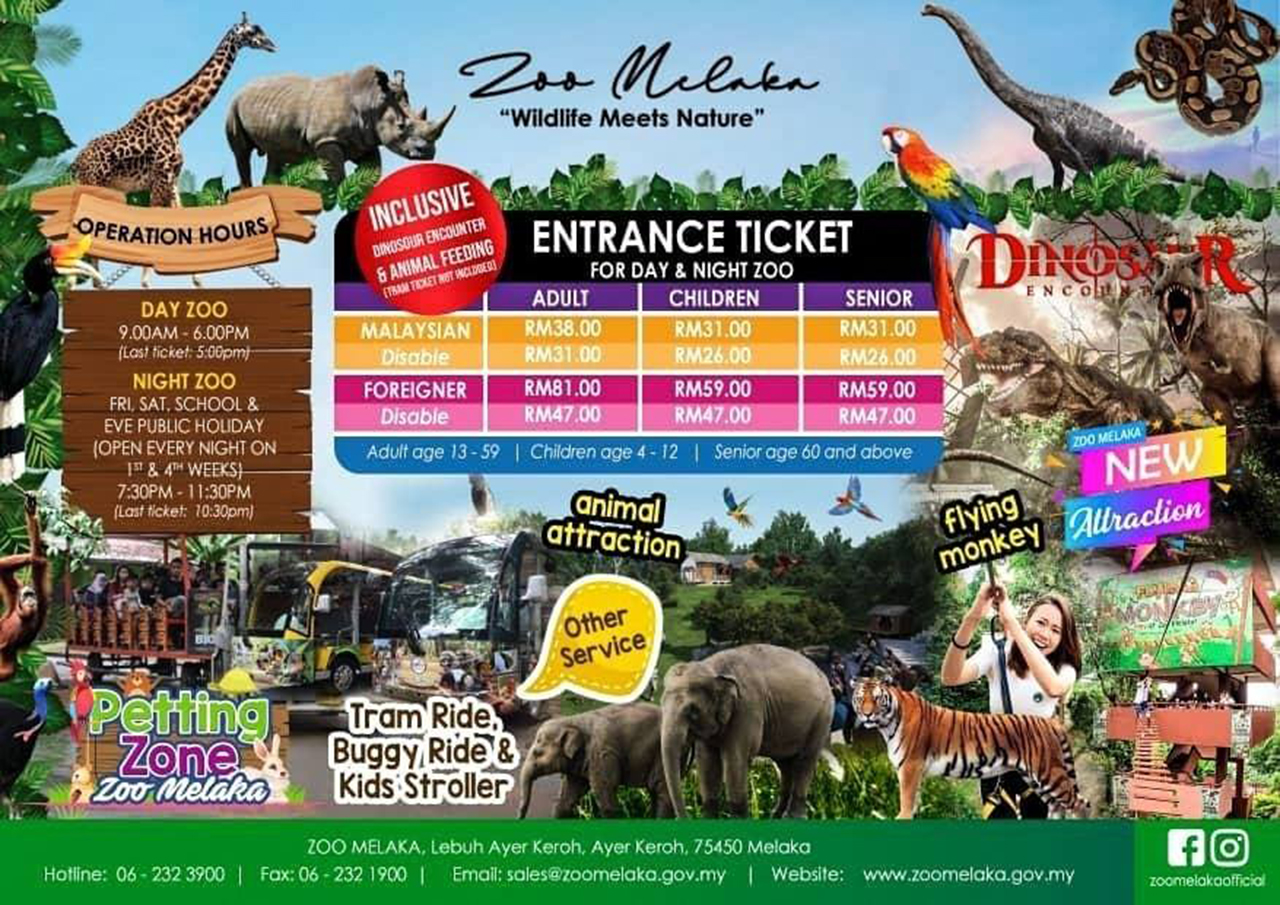 Zoo Melaka
“Wildlife Meets Nature”
OPERATION HOURS
DAY ZOO
9.00AM - 6.00PM
(Last ticket: 5:00pm)
NIGHT ZOO
FRI, SAT, SCHOOL &
EVE PUBLIC HOLIDAY
(OPEN EVERY NIGHT ON
1ST & 4TH WEEKS)
7:30PM - 11:30PM
(Last ticket: 10:30pm)
INCLUSIVE
DINOSOUR ENCOUNTER
& ANIMAL FEEDING
(TRAM TICKET NOT INCLUDED)
ENTRANCE TICKET
FOR DAY & NIGHT ZOO
ADULT CHILDREN SENIOR
MALAYSIAN RM38.00 RM31.00 RM31.00
Disable RM31.00 RM26.00 RM26.00
FOREIGNER RM81.00 RM59.00 RM59.00
Disable RM47.00 RM47.00 RM47.00
Adult age 13 - 59 | Children age 4 - 12 | Senior age 60 and above
ZOO MELAKA
NEW
Attraction
animal
attraction
flying
monkey
MONKEY
Other
Service
Petting
Zone
Zoo Melaka
Tram Ride,
Buggy Ride &
Kids Stroller
ZOO MELAKA, Lebuh Ayer Keroh, Ayer Keroh, 75450 Melaka
Hotline: 06 - 232 3900 | Fax: 06 - 232 1900 | Email: sales@zoomelaka.gov.my | Website: www.zoomelaka.gov.my
zoomelakaofficial